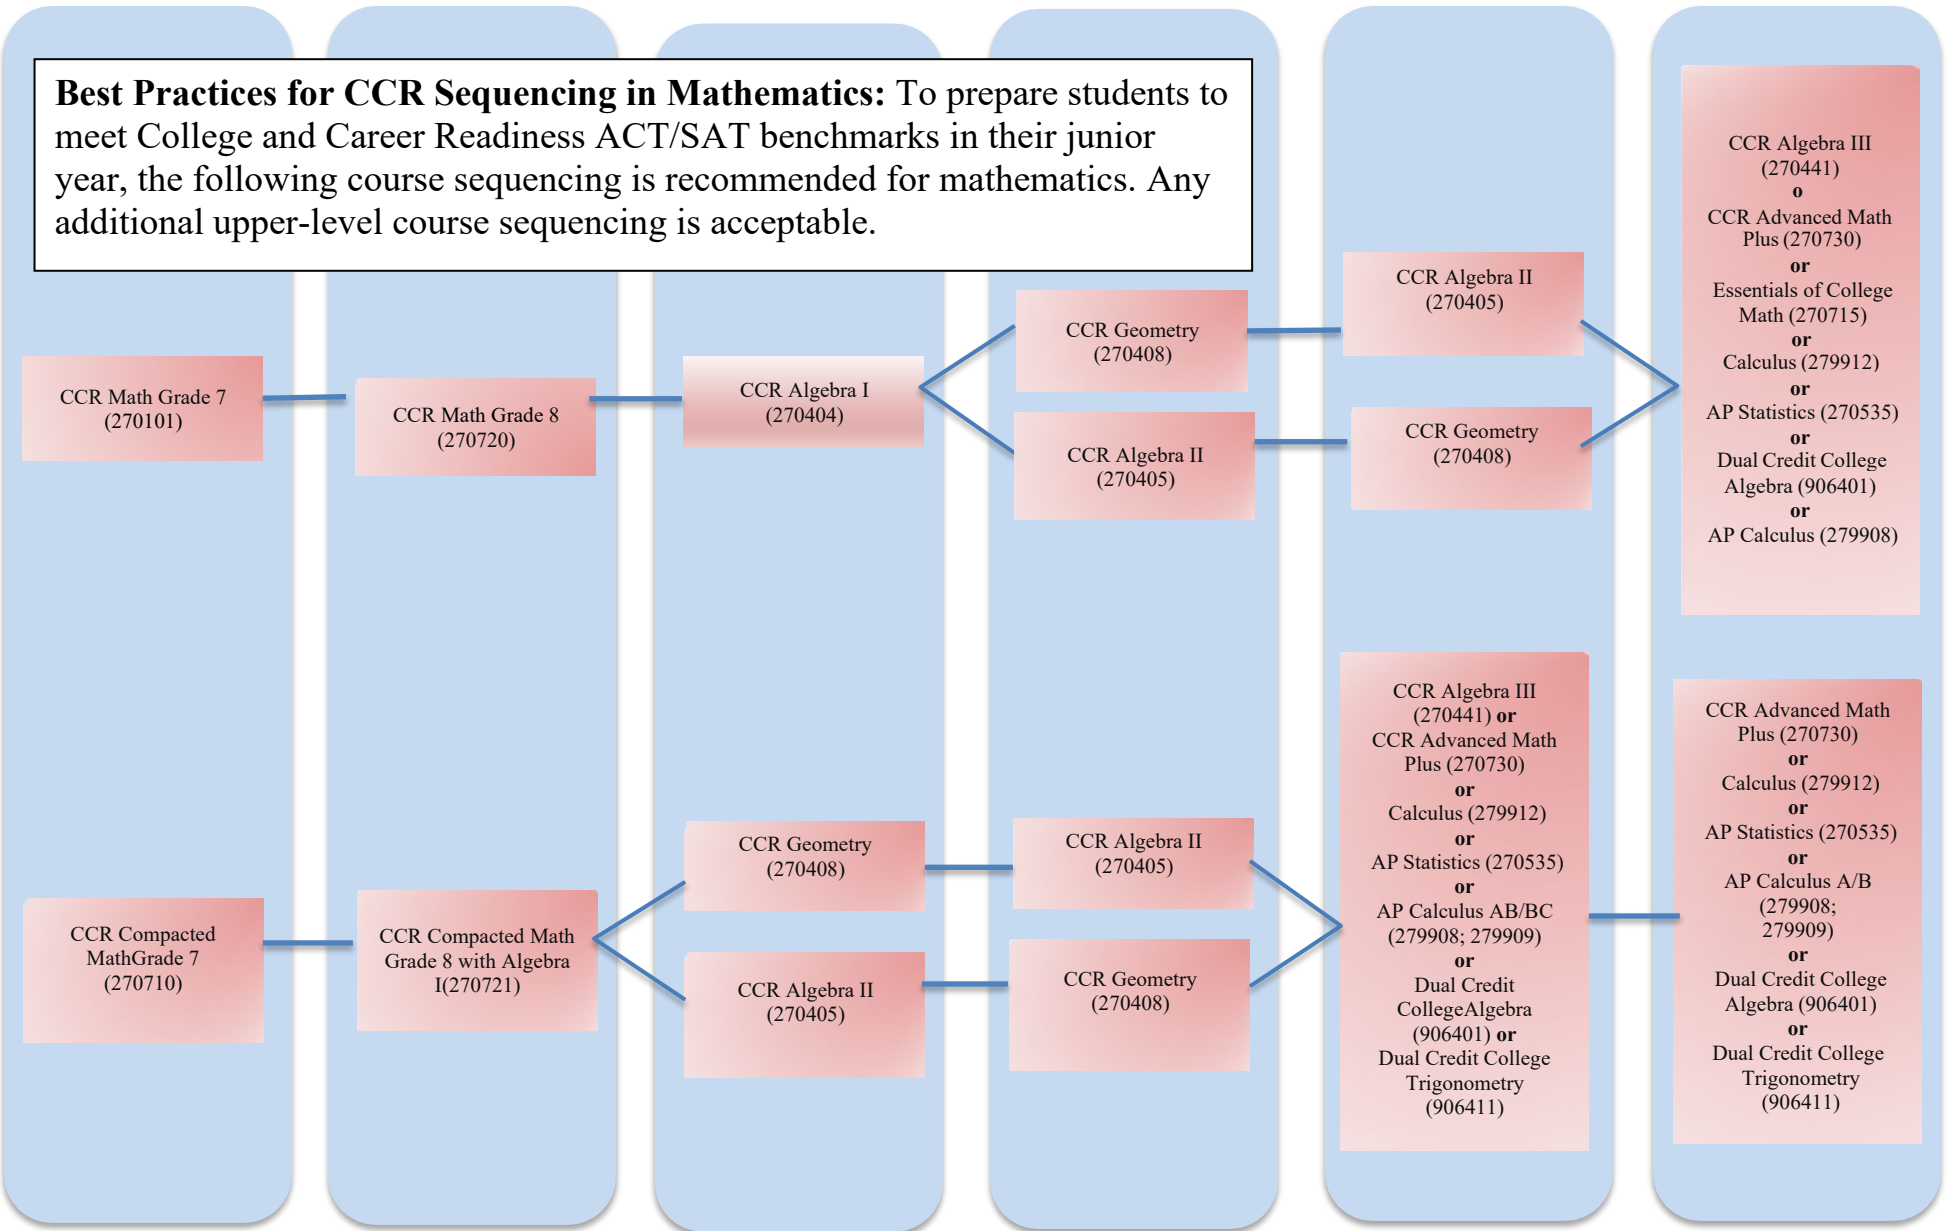 Best Practices for CCR Sequencing in Mathematics: To prepare students to
meet College and Career Readiness ACT/SAT benchmarks in their junior
year, the following course sequencing is recommended for mathematics. Any
additional upper-level course sequencing is acceptable.
CCR Math Grade 7
(270101)
CCR Math Grade 8
(270720)
CCR Algebra I
(270404)
CCR Geometry
(270408)
CCR Algebra II
(270405)
CCR Algebra II
(270405)
CCR Geometry
(270408)
CCR Algebra III
(270441)
o
CCR Advanced Math
Plus (270730)
or
Essentials of College
Math (270715)
or
Calculus (279912)
or
AP Statistics (270535)
or
Dual Credit College
Algebra (906401)
or
AP Calculus (279908)
CCR Compacted
MathGrade 7
(270710)
CCR Compacted Math
Grade 8 with Algebra
I(270721)
CCR Geometry
(270408)
CCR Algebra II
(270405)
CCR Algebra II
(270405)
CCR Geometry
(270408)
CCR Algebra III
(270441) or
CCR Advanced Math
Plus (270730)
or
Calculus (279912)
or
AP Statistics (270535)
or
AP Calculus AB/BC
(279908; 279909)
or
Dual Credit
CollegeAlgebra
(906401) or
Dual Credit College
Trigonometry
(906411)
CCR Advanced Math
Plus (270730)
or
Calculus (279912)
or
AP Statistics (270535)
or
AP Calculus A/B
(279908;
279909)
or
Dual Credit College
Algebra (906401)
or
Dual Credit College
Trigonometry
(906411)